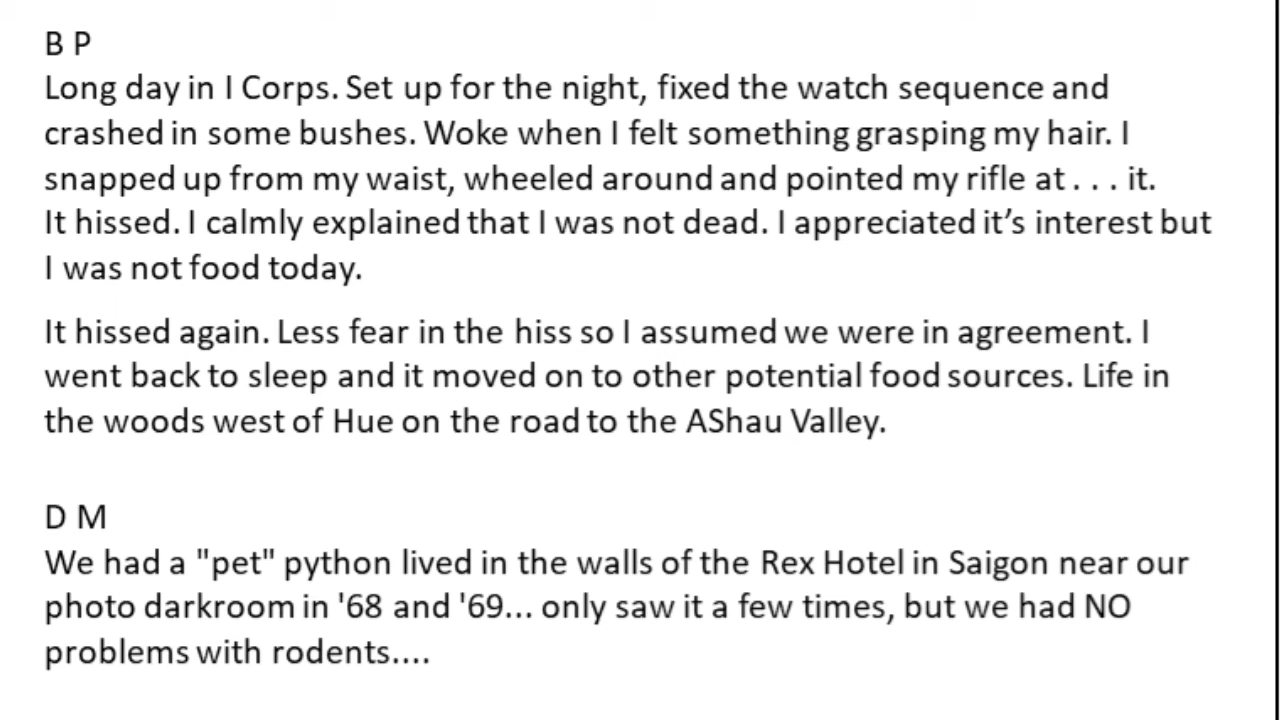 B P
Long day in I Corps. Set up for the night, fixed the watch sequence and
crashed in some bushes. Woke when I felt something grasping my hair. I
snapped up from my waist, wheeled around and pointed my rifle at . . . it.
It hissed. I calmly explained that I was not dead. I appreciated it’s interest but
I was not food today.
It hissed again. Less fear in the hiss so I assumed we were in agreement. I
went back to sleep and it moved on to other potential food sources. Life in
the woods west of Hue on the road to the AShau Valley.
D M
We had a "pet" python lived in the walls of the Rex Hotel in Saigon near our
photo darkroom in '68 and '69... only saw it a few times, but we had NO
problems with rodents....